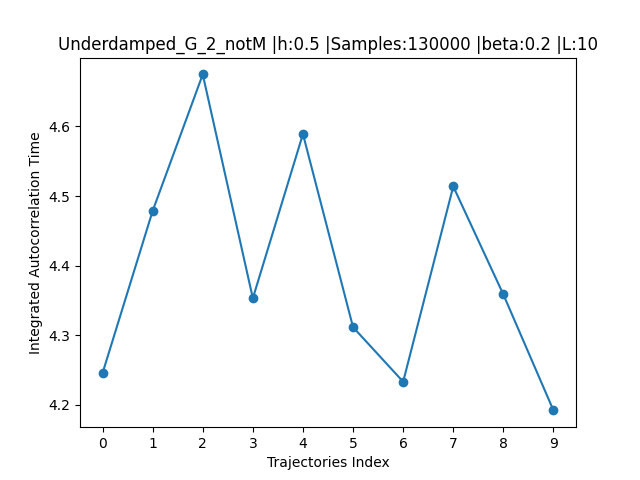 Underdamped_G_2_notM |h:0.5 |Samples:130000 |beta:0.2 |L:10
Integrated Autocorrelation Time
4.6
4.5
4.4
4.3
4.2
0 1 2 3 4 5 6 7 8 9
Trajectories Index